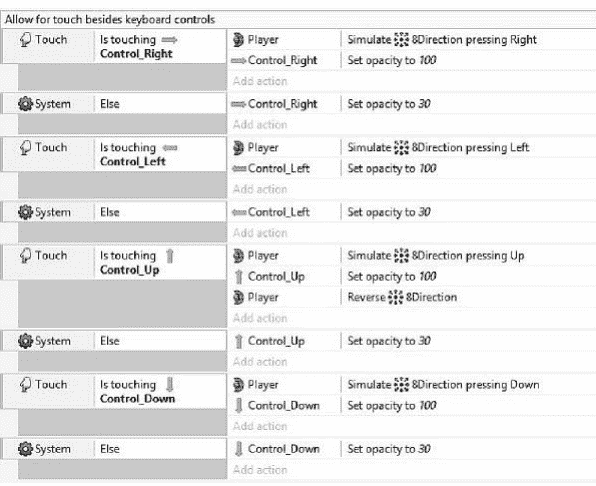 Allow for touch besides keyboard controls
Touch Is touching Control_Right Player Simulate 8Direction pressing Right
Control_Right Set opacity to 100
Add action
System Else Control_Right Set opacity to 30
Add action
Touch Is touching Control_Left Player Simulate 8Direction pressing Left
Control_Left Set opacity to 100
Add action
System Else Control_Left Set opacity to 30
Add action
Touch Is touching Control_Up Player Simulate 8Direction pressing Up
Control_Up Set opacity to 100
Player Reverse 8Direction
Add action
System Else Control_Up Set opacity to 30
Add action
Touch Is touching Control_Down Player Simulate 8Direction pressing Down
Control_Down Set opacity to 100
Add action
System Else Control_Down Set opacity to 30
Add action